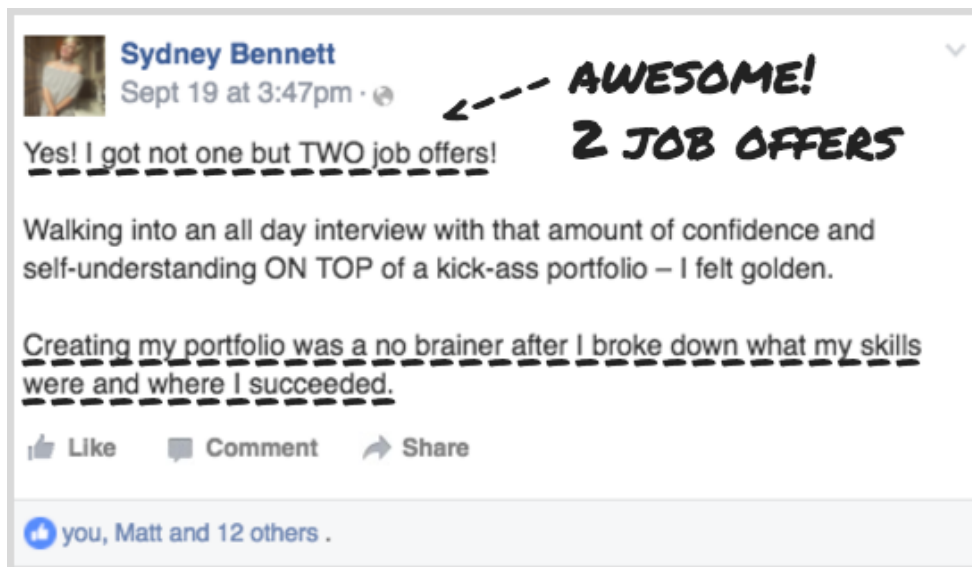 Sydney Bennett
Sept 19 at 3:47pm ·
AWESOME!
2 JOB OFFERS
Yes! I got not one but TWO job offers!
Walking into an all day interview with that amount of confidence and
self-understanding ON TOP of a kick-ass portfolio – I felt golden.
Creating my portfolio was a no brainer after I broke down what my skills
were and where I succeeded.
Like Comment Share
you, Matt and 12 others .